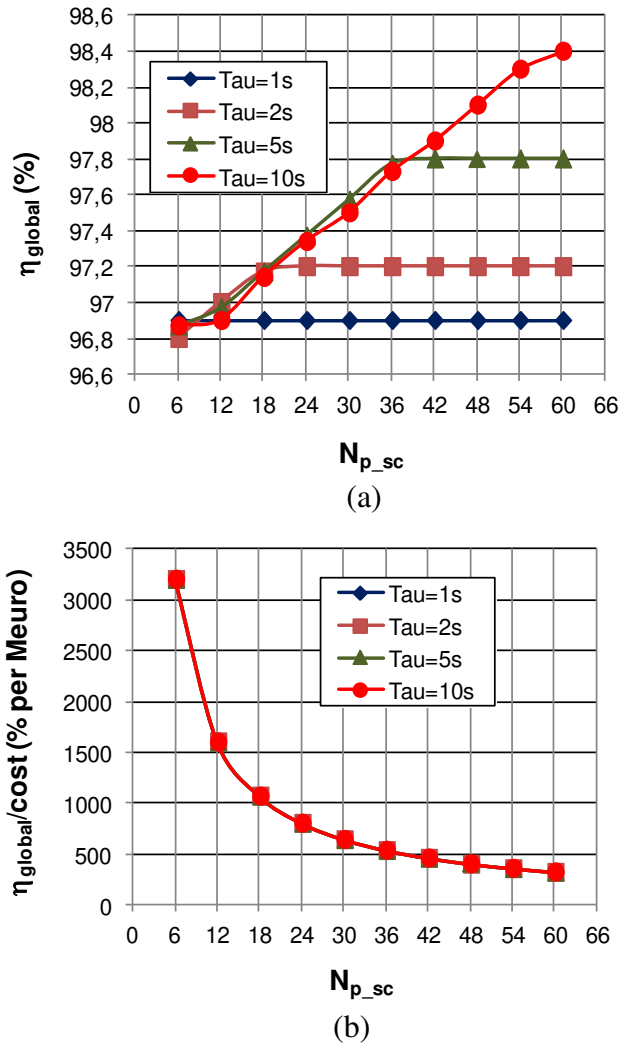 98,6
98,4
98,2
98
97,8
97,6
97,4
97,2
97
96,8
96,6
η global (%)
Tau=1s
Tau=2s
Tau=5s
Tau=10s
0 6 12 18 24 30 36 42 48 54 60 66
Np_sc
(a)
3500
3000
2500
2000
1500
1000
500
0
ηglobal/cost (% per Meuro)
Tau=1s
Tau=2s
Tau=5s
Tau=10s
0 6 12 18 24 30 36 42 48 54 60 66
Np_sc
(b)